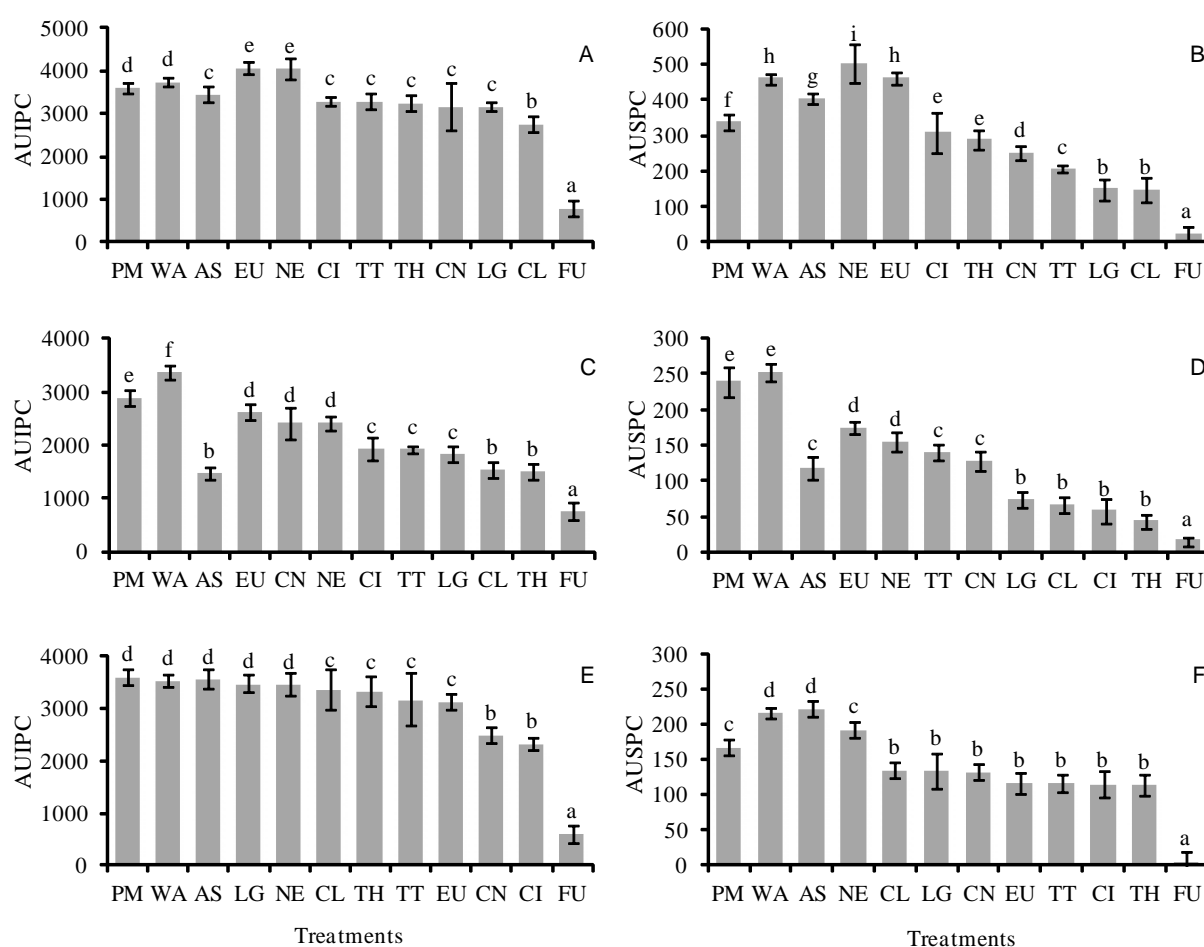 A
AUIPC
5000
4000
3000
2000
1000
0
d d c e e c c c c c b a
PM WA AS EU NE CI TT TH CN LG CL FU
B
AUSPC
600
500
400
300
200
100
0
f h g i h e e d c b b a
PM WA AS NE EU CI TH CN TT LG CL FU
C
AUIPC
4000
3000
2000
1000
0
e f b d d d c c c b b a
PM WA AS EU CN NE CI TT LG CL TH FU
D
AUSPC
300
250
200
150
100
50
0
e e c d d c c b b b b a
PM WA AS EU NE TT CN LG CL CI TH FU
E
AUIPC
4000
3000
2000
1000
0
d d d d d c c c c b b a
PM WA AS LG NE CL TH TT EU CN CI FU
Treatments
F
AUSPC
300
250
200
150
100
50
0
c d d c b b b b b b b a
PM WA AS NE CL LG CN EU TT CI TH FU
Treatments